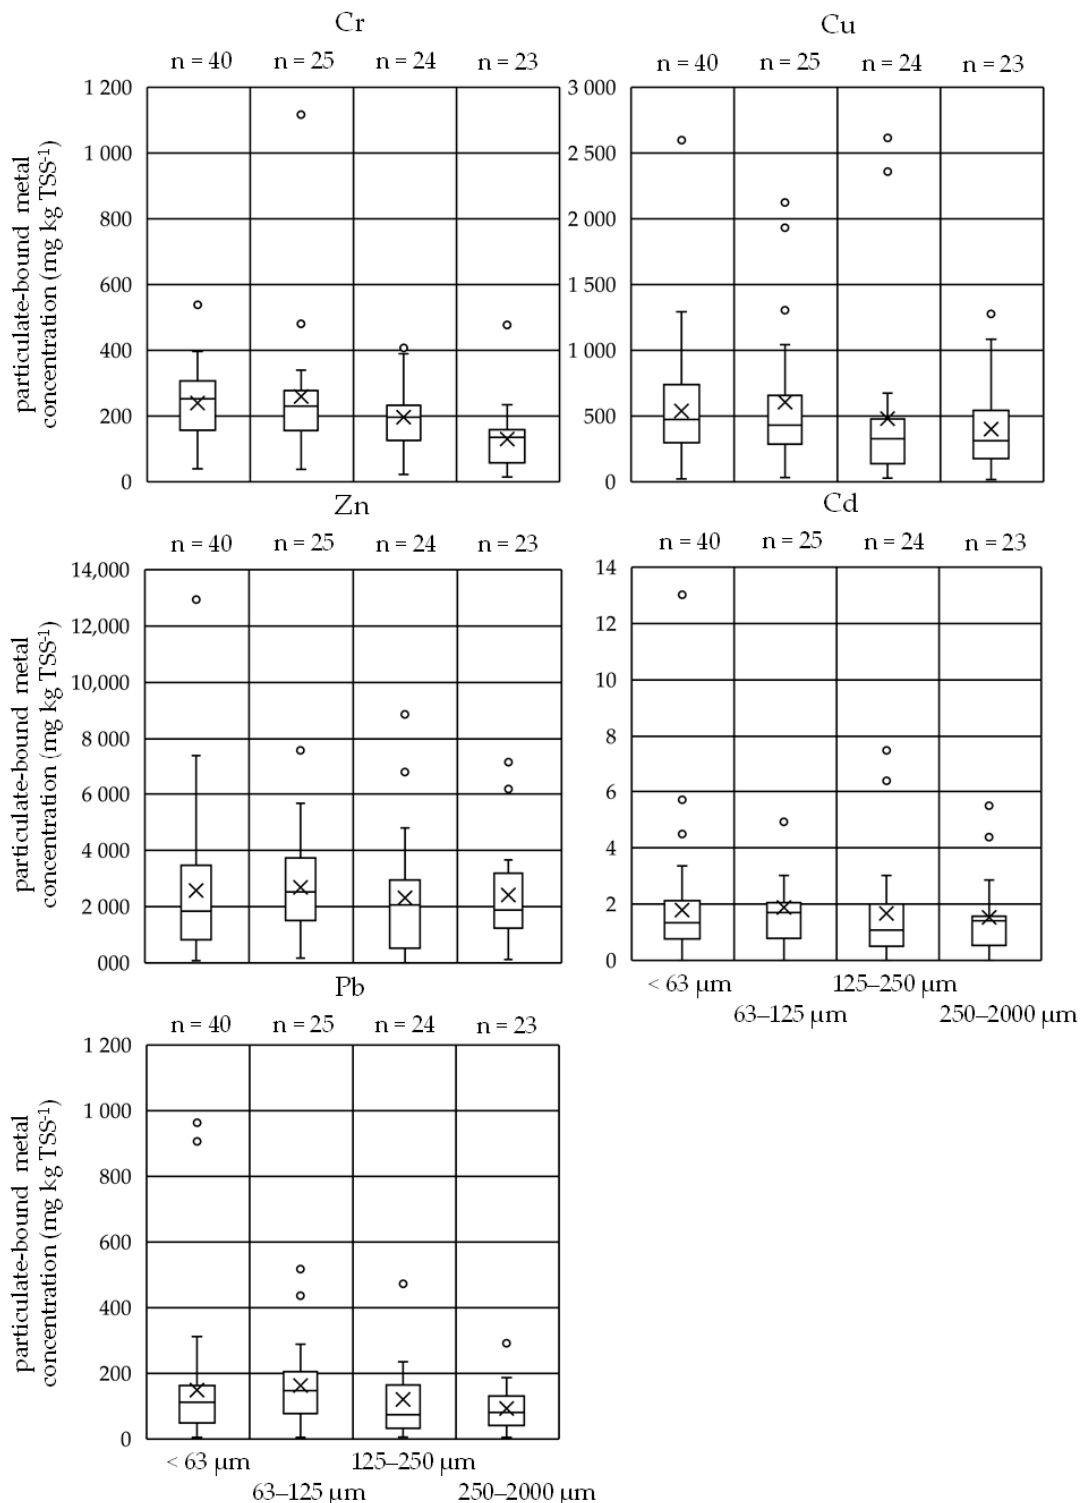 Cr
n = 40 n = 25 n = 24 n = 23
1 200
1 000
800
600
400
200
0
particulate-bound metal
concentration (mg kg TSS-1)
Cu
n = 40 n = 25 n = 24 n = 23
3 000
2 500
2 000
1 500
1 000
500
0
Zn
n = 40 n = 25 n = 24 n = 23
14,000
12,000
10,000
8 000
6 000
4 000
2 000
000
particulate-bound metal
concentration (mg kg TSS-1)
Cd
n = 40 n = 25 n = 24 n = 23
14
12
10
8
6
4
2
0
< 63 µm 125–250 µm
63–125 µm 250–2000 µm
Pb
n = 40 n = 25 n = 24 n = 23
1 200
1 000
800
600
400
200
0
particulate-bound metal
concentration (mg kg TSS-1)
< 63 µm 125–250 µm
63–125 µm 250–2000 µm